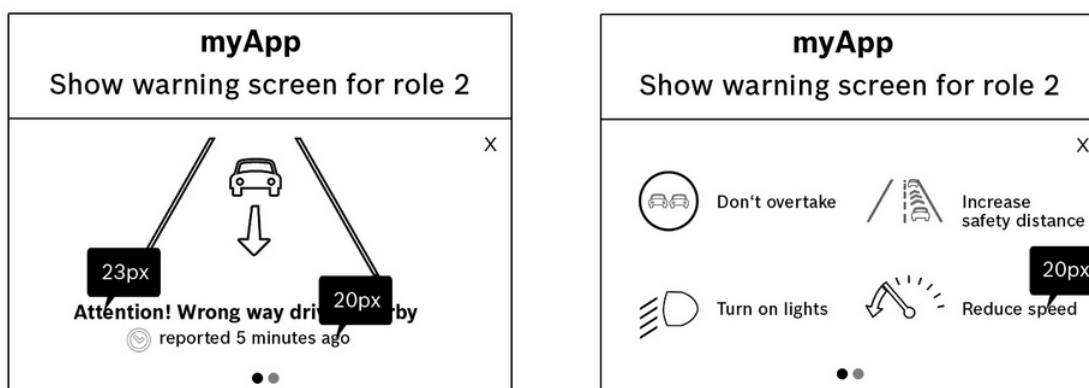 myApp
Show warning screen for role 2
X
23px
20px
Attention! Wrong way dri rby
reported 5 minutes ago
myApp
Show warning screen for role 2
X
Don‘t overtake
Increase
safety distance
20px
Turn on lights
Reduce speed